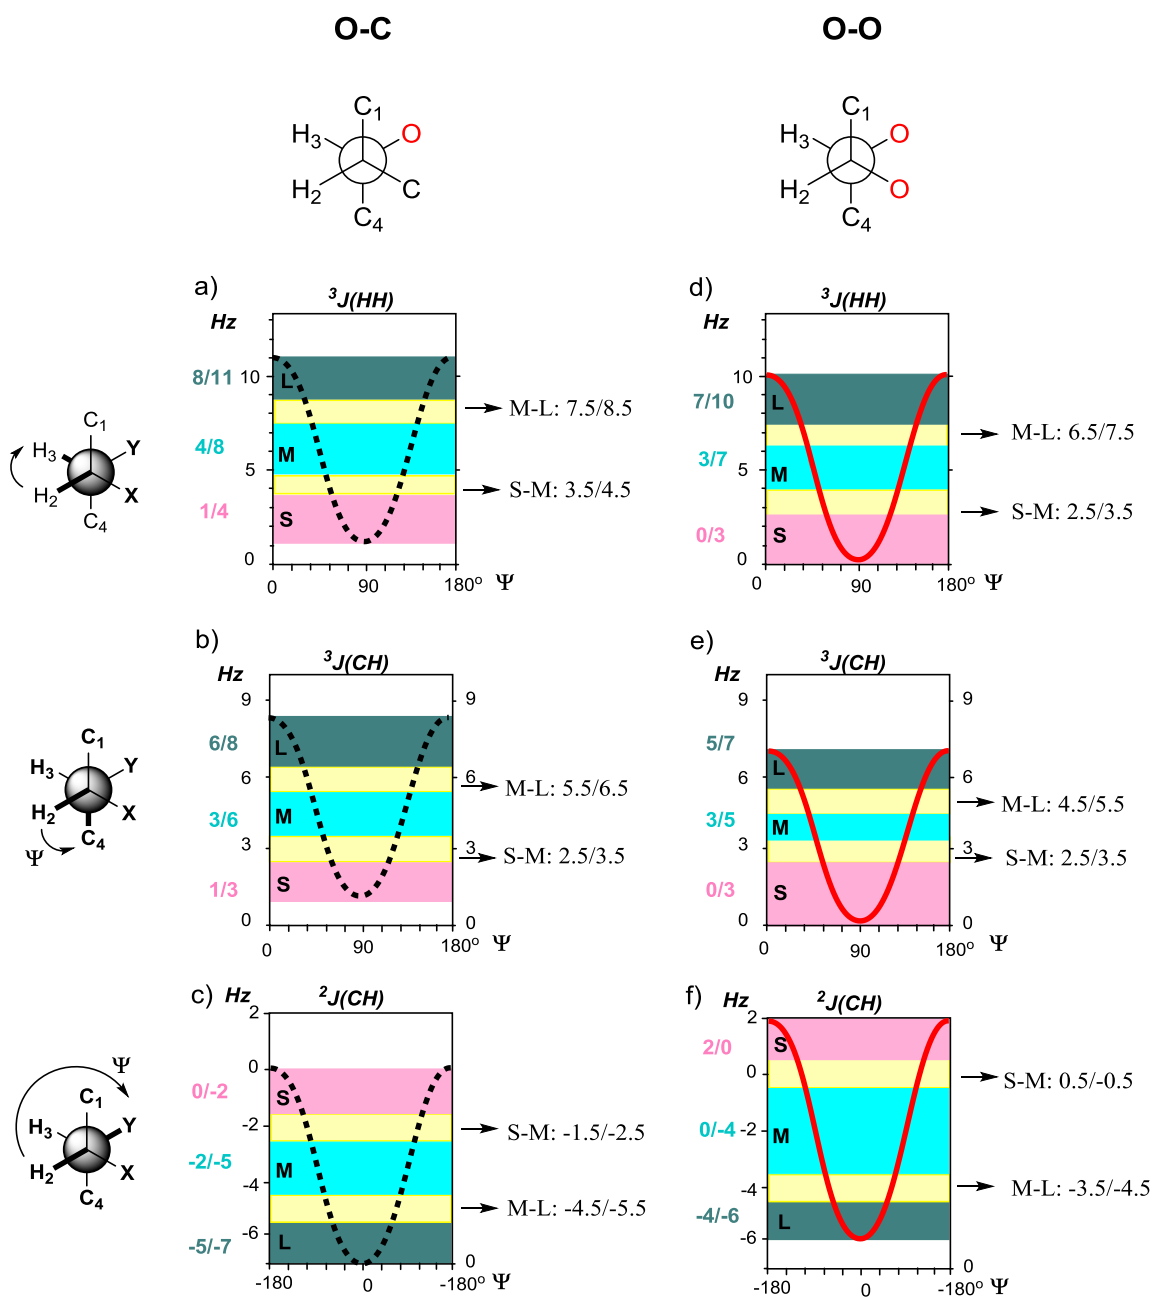 O-C
O-O
C1
H3
O
H2
C
C4
C1
H3
O
H2
O
C4
a)
3J(HH)
Hz
8/11
10
L
M-L: 7.5/8.5
4/8
M
5
S-M: 3.5/4.5
1/4
S
0
0
90
180º Ψ
C1
H3
Y
H2
X
C4
d)
3J(HH)
Hz
10
7/10
L
M-L: 6.5/7.5
3/7
5
M
S-M: 2.5/3.5
0/3
S
0
0
90
180º Ψ
b)
3J(CH)
Hz
9
9
6/8
L
6
6
M-L: 5.5/6.5
3/6
M
3
3
S-M: 2.5/3.5
1/3
S
0
0
0
90
180º Ψ
C1
H3
Y
H2
X
C4
Ψ
e)
3J(CH)
Hz
9
9
5/7
L
6
6
M-L: 4.5/5.5
3/5
M
3
3
S-M: 2.5/3.5
0/3
S
0
0
0
90
180º Ψ
c)
Hz
2J(CH)
2
0
0/-2
S
-2
S-M: -1.5/-2.5
-2/-5
M
-4
M-L: -4.5/-5.5
-6
-5/-7
L
0
-180
0
-180º Ψ
Ψ
C1
H3
Y
H2
X
C4
f)
Hz
2J(CH)
2
2/0
S
0
S-M: 0.5/-0.5
0/-4
-2
M
-4
M-L: -3.5/-4.5
-4/-6
L
-6
0
-180
0
-180º Ψ